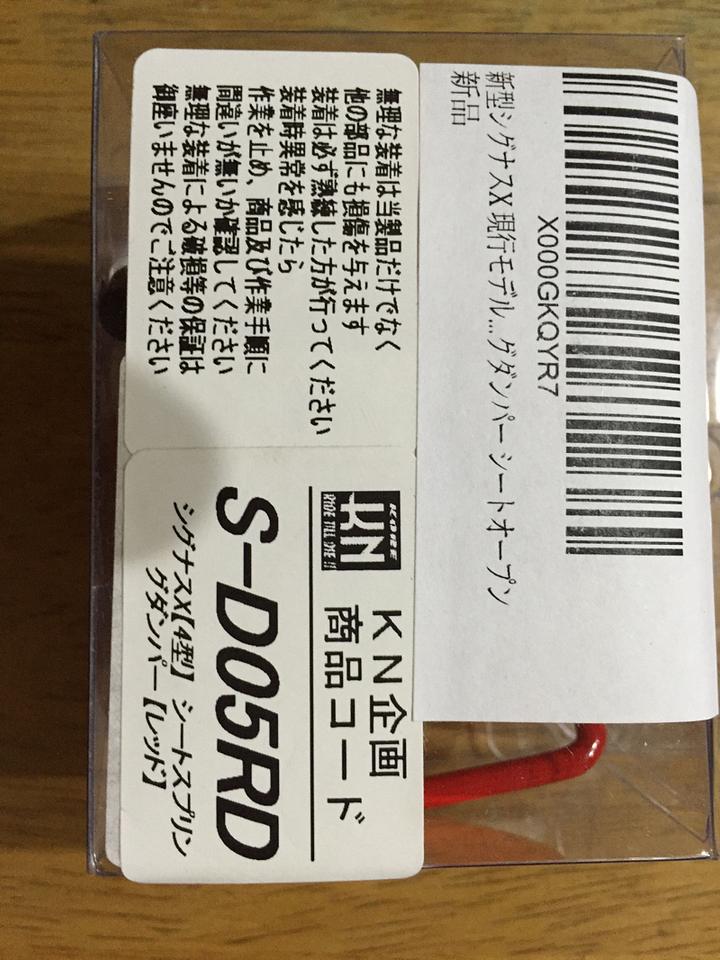 X000GKQYR7
新型シグナスX 現行モデル...グダンパー シートオープン
新品
無理な装着は当製品だけでなく
他の部品にも損傷を与えます
装着は必ず熟練した方が行ってください
装着時異常を感じたら
作業を止め、商品及び作業手順に
間違いが無いか確認してください
無理な装着による破損等の保証は
御座いませんのでご注意ください
KORE
KN
RIDE TILL DIE !!
KN企画
商品コード
S-D05RD
シグナスX【4型】 シートスプリン
グダンパー【レッド】